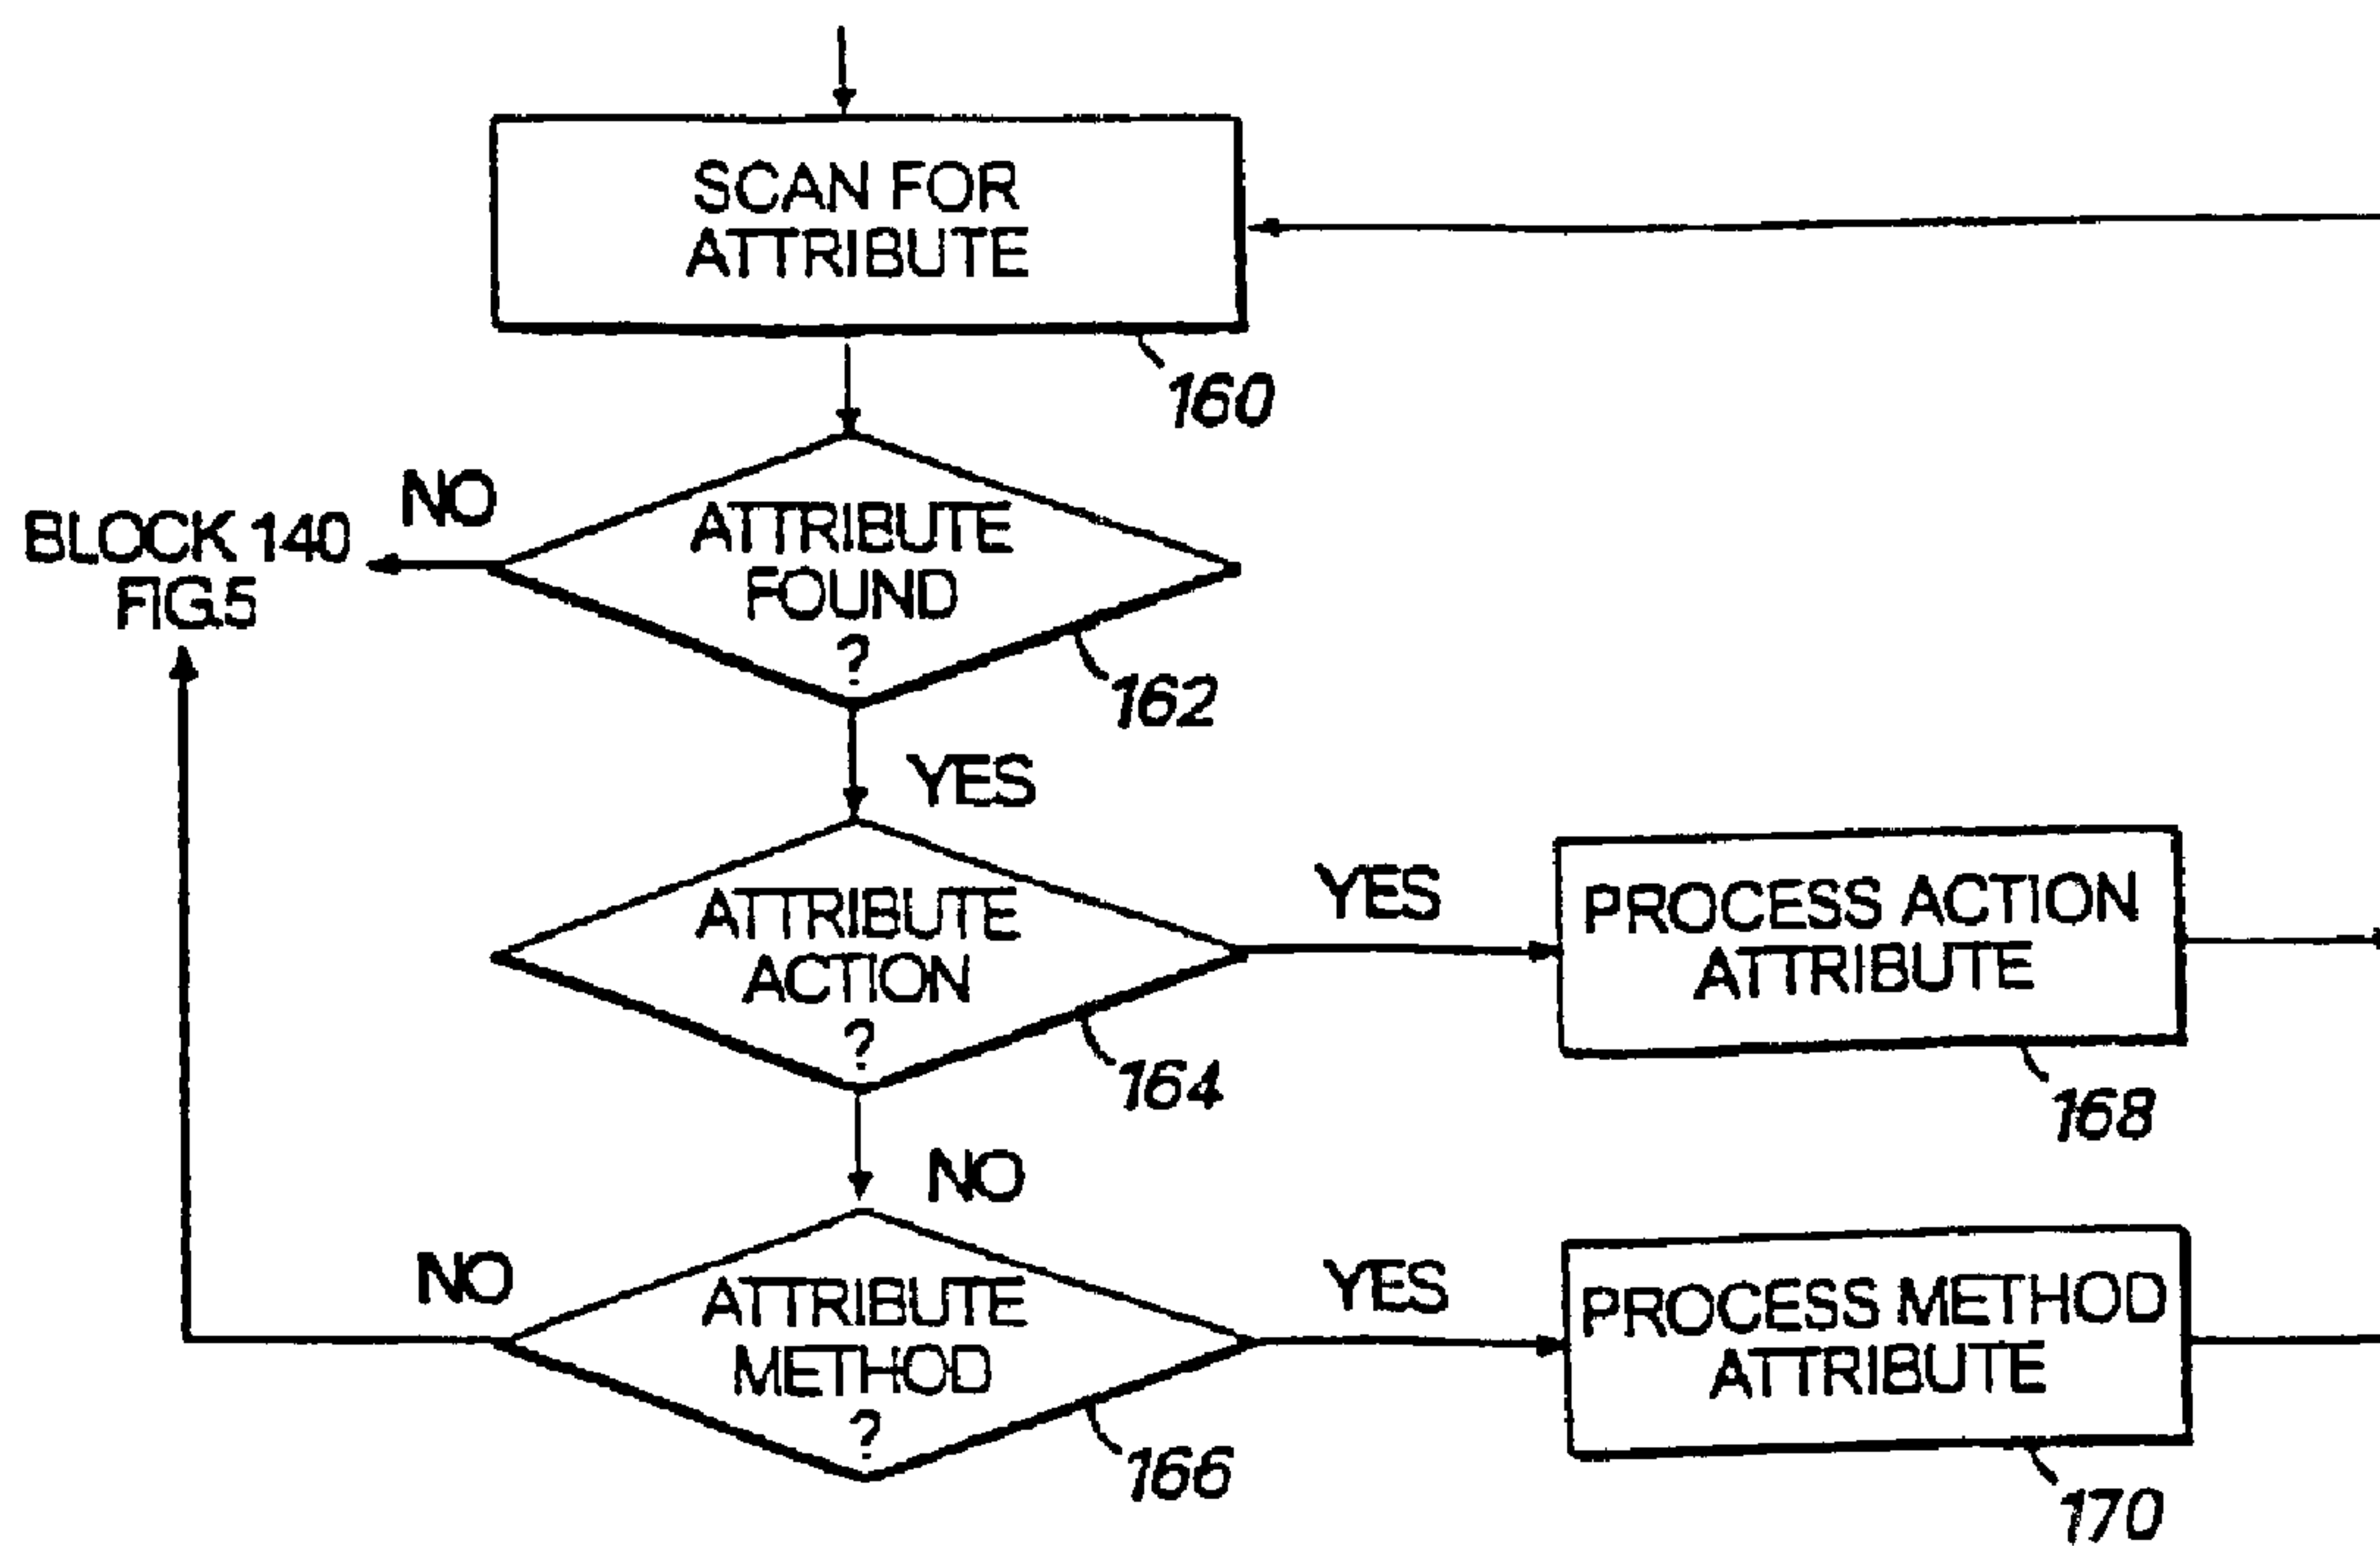 SCAN FOR
ATTRIBUTE
160
NO
BLOCK 140
FIG.5
ATTRIBUTE
FOUND
?
162
YES
ATTRIBUTE
ACTION
?
164
YES
PROCESS ACTION
ATTRIBUTE
168
NO
NO
ATTRIBUTE
METHOD
?
166
YES
PROCESS METHOD
ATTRIBUTE
170